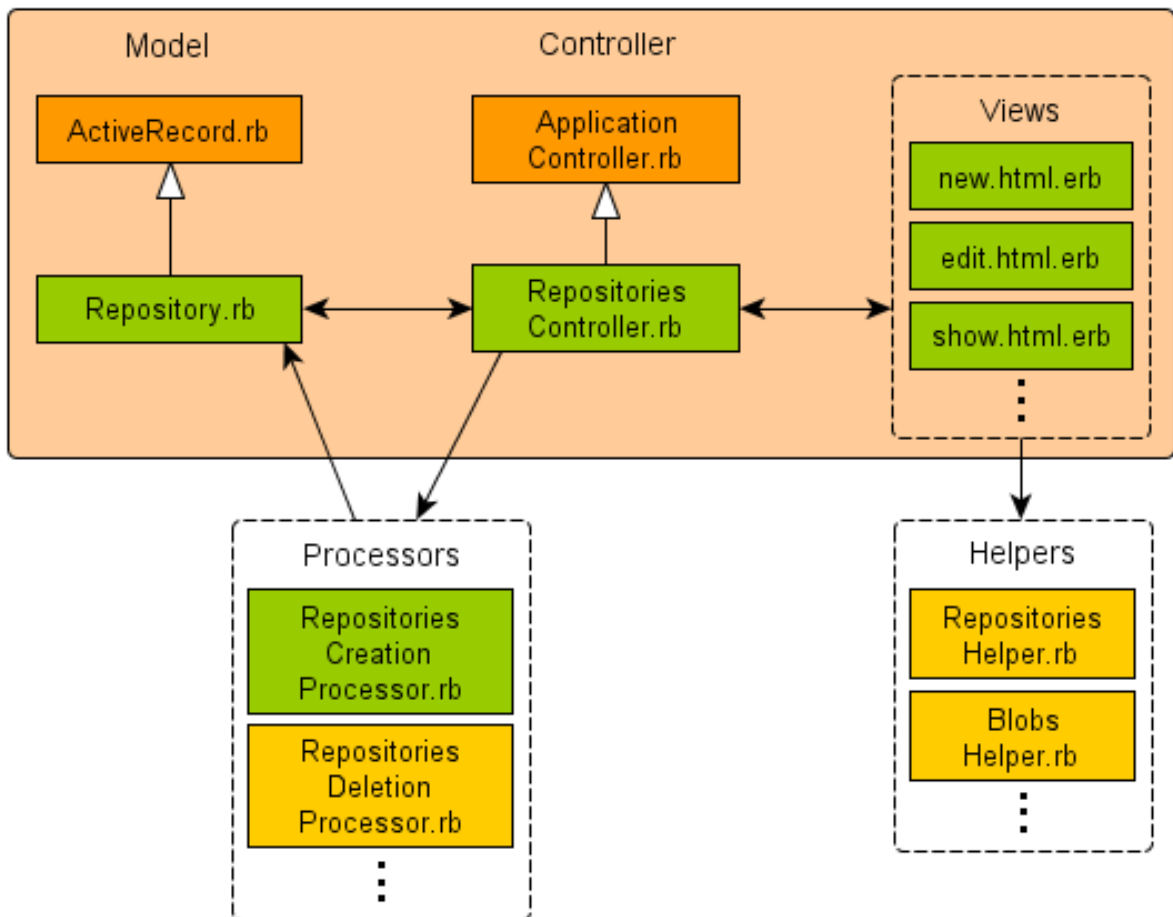 Model
Controller
ActiveRecord.rb
Application
Controller.rb
Views
new.html.erb
edit.html.erb
show.html.erb
Repository.rb
Repositories
Controller.rb
Processors
Repositories
Creation
Processor.rb
Repositories
Deletion
Processor.rb
Helpers
Repositories
Helper.rb
Blobs
Helper.rb